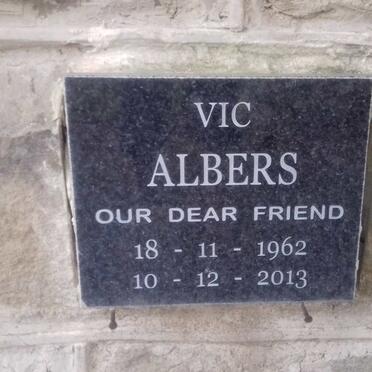 VIC
ALBERS
OUR DEAR FRIEND
18 - 11 - 1962
10 - 12 - 2013